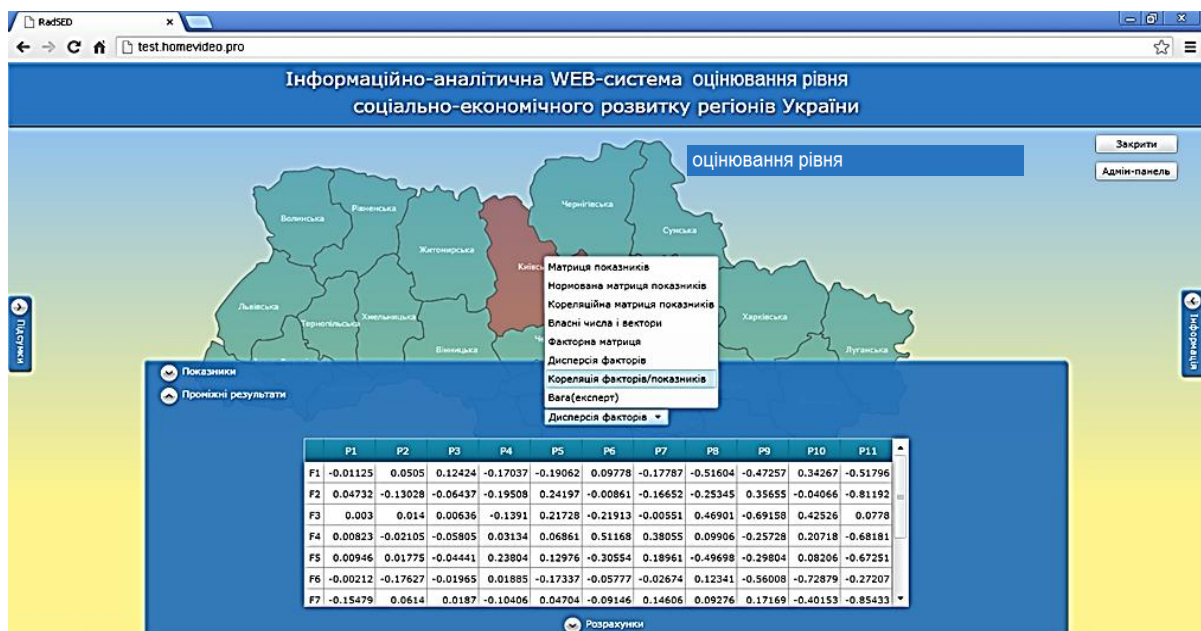 RadSED
test.homevideo.pro
Інформаційно-аналітична WEB-система оцінювання рівня
соціально-економічного розвитку регіонів України
оцінювання рівня
Закрити
Адмін-панель
Волинська
Рівненська
Чернігівська
Сумська
Житомирська
Львівська
Тернопільська
Хмельницька
Вінницька
Харківська
Луганська
Підсумки
Інформація
Матриця показників
Нормована матриця показників
Кореляційна матриця показників
Власні числа і вектори
Факторна матриця
Дисперсія факторів
Кореляція факторів/показників
Вага(експерт)
Дисперсія факторів
Показники
Проміжні результати
P1 P2 P3 P4 P5 P6 P7 P8 P9 P10 P11
F1 -0.01125 0.0505 0.12424 -0.17037 -0.19062 0.09778 -0.17787 -0.51604 -0.47257 0.34267 -0.51796
F2 0.04732 -0.13028 -0.06437 -0.19508 0.24197 -0.00861 -0.16652 -0.25345 0.35655 -0.04066 -0.81192
F3 0.003 0.014 0.00636 -0.1391 0.21728 -0.21913 -0.00551 0.46901 -0.69158 0.42526 0.0778
F4 0.00823 -0.02105 -0.05805 0.03134 0.06861 0.51168 0.38055 0.09906 -0.25728 0.20718 -0.68181
F5 0.00946 0.01775 -0.04441 0.23804 0.12976 -0.30554 0.18961 -0.49698 -0.29804 0.08206 -0.67251
F6 -0.00212 -0.17627 -0.01965 0.01885 -0.17337 -0.05777 -0.02674 0.12341 -0.56008 -0.72879 -0.27207
F7 -0.15479 0.0614 0.0187 -0.10406 0.04704 -0.09146 0.14606 0.09276 0.17169 -0.40153 -0.85433
Розрахунки